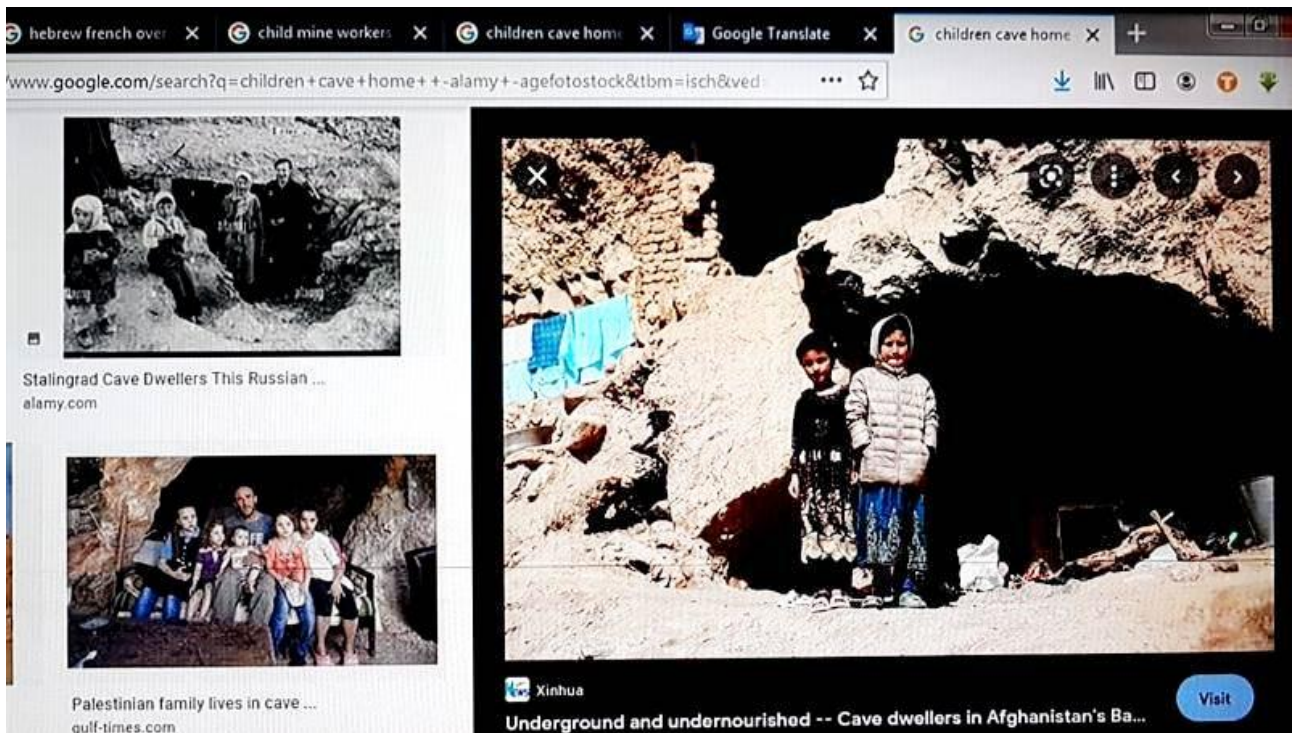 hebrew french over
child mine workers
children cave home
Google Translate
children cave home
/www.google.com/search?q=children+cave+home++-alamy+-agefotostock&tbm=isch&ved
Stalingrad Cave Dwellers This Russian ...
alamy.com
Palestinian family lives in cave ...
gulf-times.com
Xinhua
Underground and undernourished -- Cave dwellers in Afghanistan's Ba...
Visit